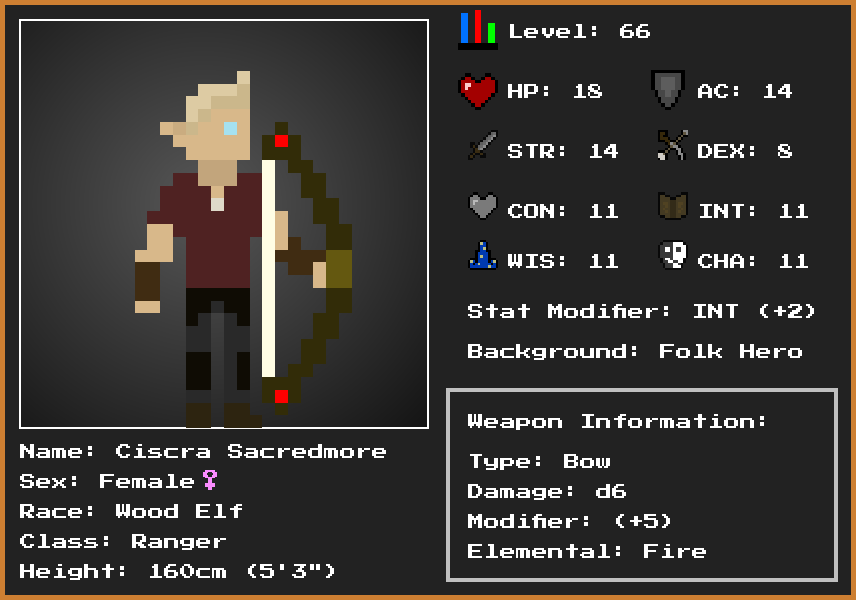 Level: 66
HP: 18
AC: 14
STR: 14
DEX: 8
CON: 11
INT: 11
WIS: 11
CHA: 11
Stat Modifier: INT (+2)
Background: Folk Hero
Name: Ciscra Sacredmore
Sex: Female♀
Race: Wood Elf
Class: Ranger
Height: 160cm (5'3")
Weapon Information:
Type: Bow
Damage: d6
Modifier: (+5)
Elemental: Fire